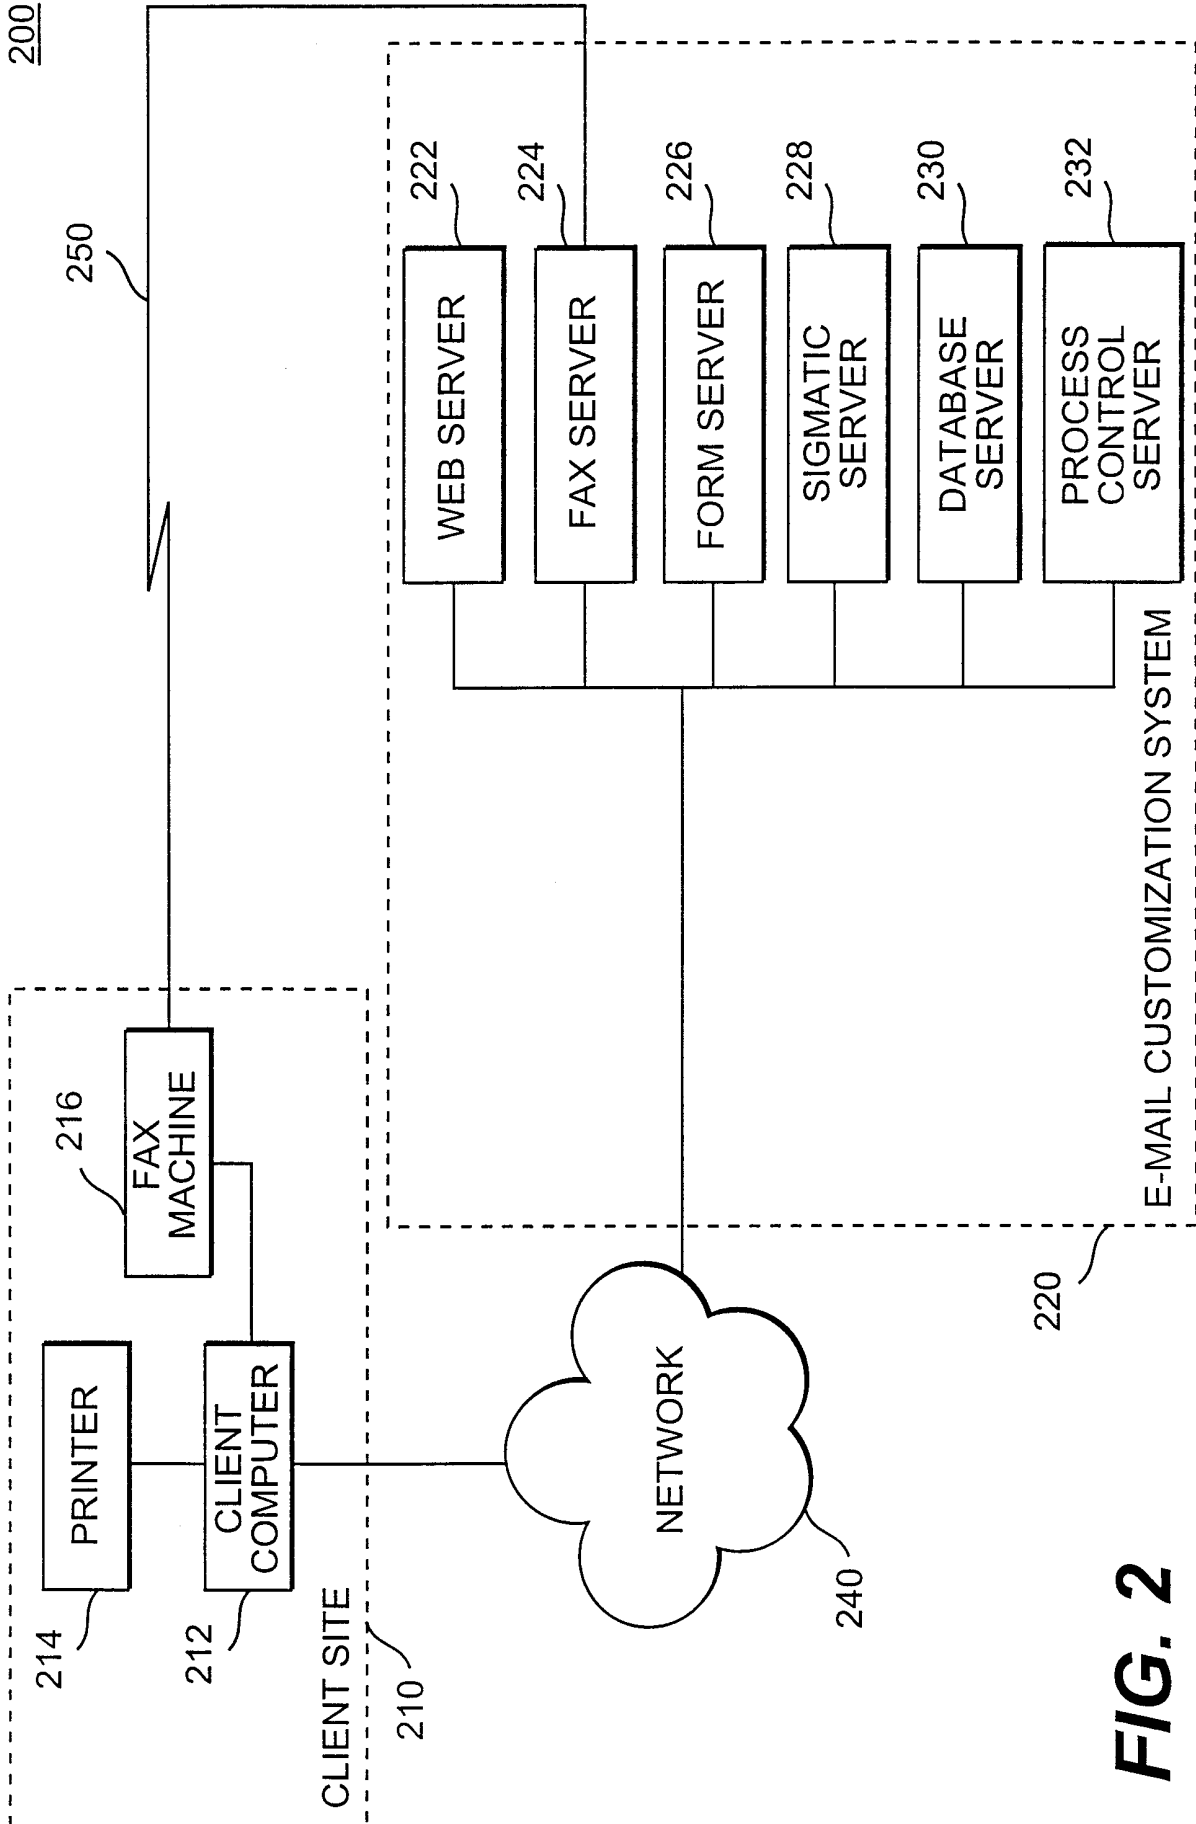 200
250
CLIENT SITE
210
PRINTER
214
CLIENT
COMPUTER
212
FAX
MACHINE
216
NETWORK
240
E-MAIL CUSTOMIZATION SYSTEM
220
WEB SERVER
222
FAX SERVER
224
FORM SERVER
226
SIGMATIC
SERVER
228
DATABASE
SERVER
230
PROCESS
CONTROL
SERVER
232
FIG. 2